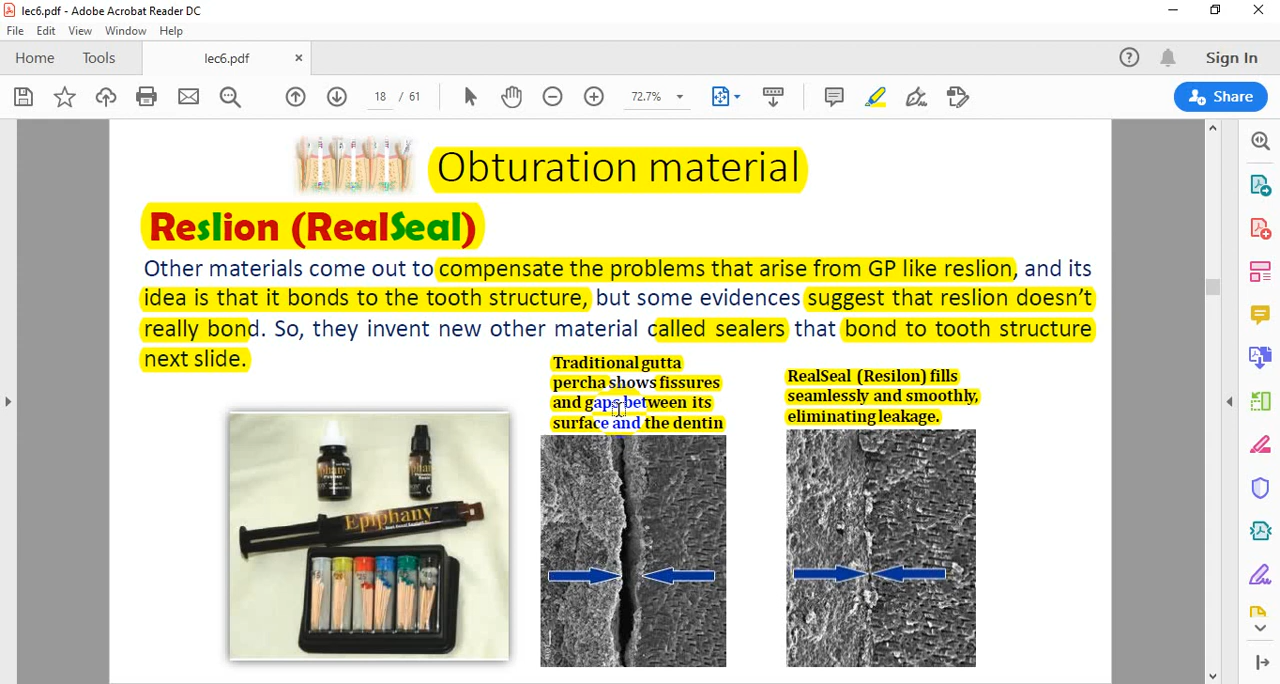 lec6.pdf - Adobe Acrobat Reader DC
File Edit View Window Help
Home Tools lec6.pdf × Sign In
18 / 61 72.7% Share
Obturation material
Reslion (RealSeal)
Other materials come out to compensate the problems that arise from GP like reslion, and its
idea is that it bonds to the tooth structure, but some evidences suggest that reslion doesn't
really bond. So, they invent new other material called sealers that bond to tooth structure
next slide.
Traditional gutta
percha shows fissures
and gaps between its
surface and the dentin
RealSeal (Resilon) fills
seamlessly and smoothly,
eliminating leakage.
Epiphany